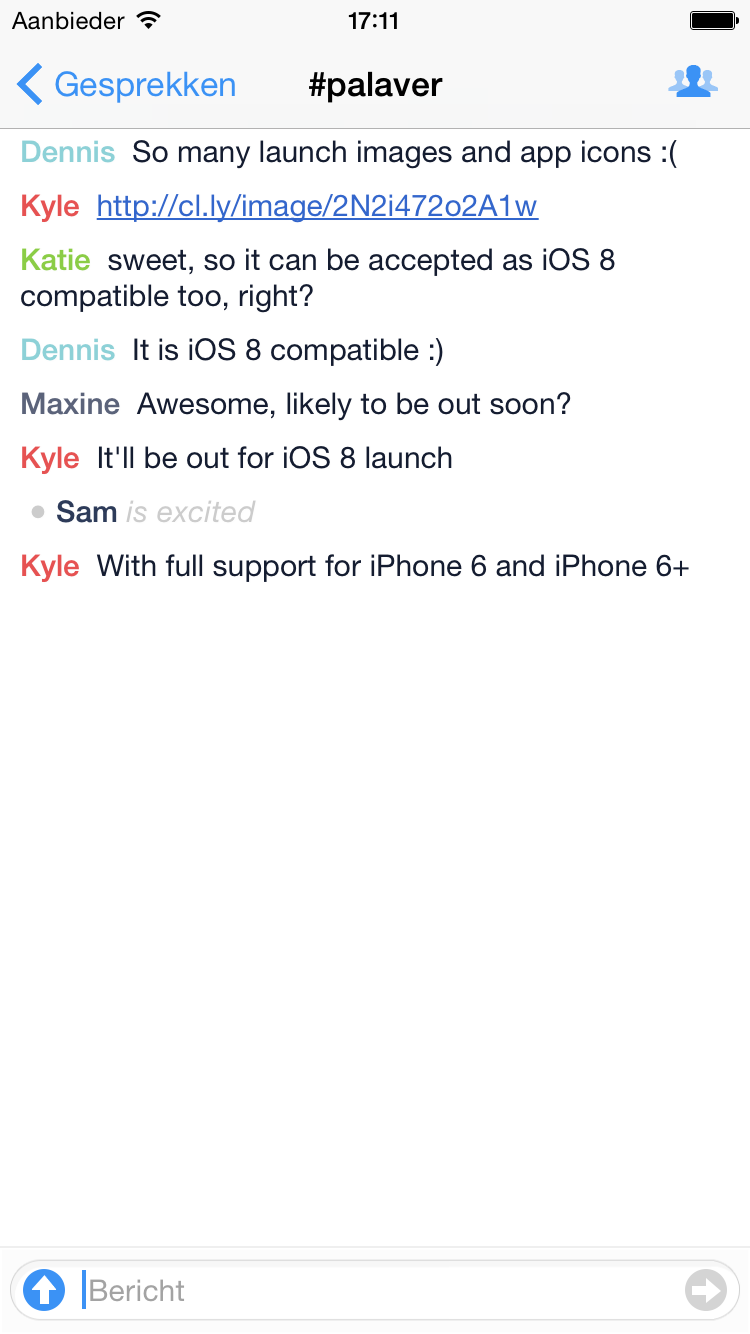 Aanbieder 17:11
Gesprekken #palaver
Dennis So many launch images and app icons :(
Kyle http://cl.ly/image/2N2i472o2A1w
Katie sweet, so it can be accepted as iOS 8
compatible too, right?
Dennis It is iOS 8 compatible :)
Maxine Awesome, likely to be out soon?
Kyle It'll be out for iOS 8 launch
Sam is excited
Kyle With full support for iPhone 6 and iPhone 6+
Bericht